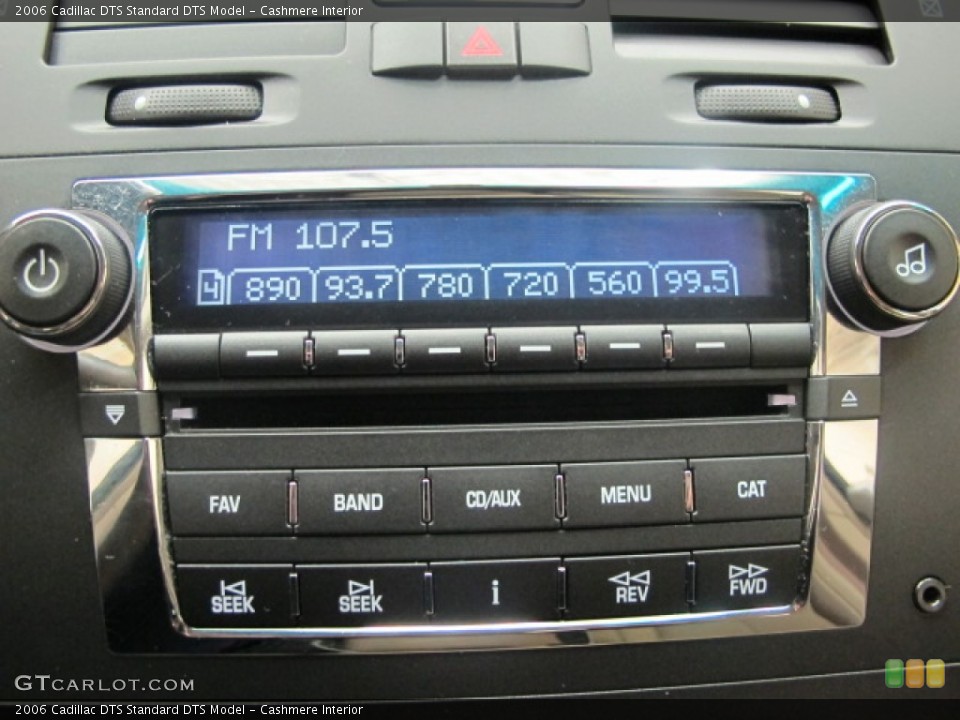 2006 Cadillac DTS Standard DTS Model - Cashmere Interior
FM 107.5
4 890 93.7 780 720 560 99.5
FAV BAND CD/AUX MENU CAT
SEEK SEEK i REV FWD
GTCARLOT.COM
2006 Cadillac DTS Standard DTS Model - Cashmere Interior